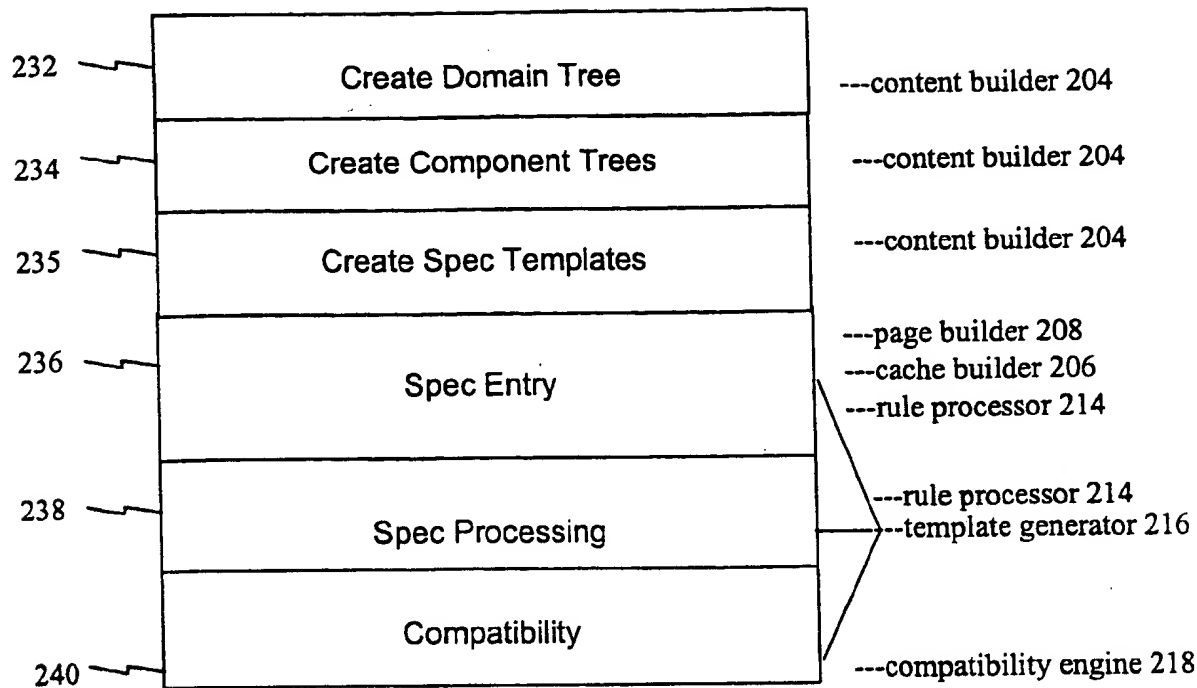 232
Create Domain Tree
---content builder 204
234
Create Component Trees
---content builder 204
235
Create Spec Templates
---content builder 204
236
Spec Entry
---page builder 208
---cache builder 206
---rule processor 214
238
Spec Processing
---rule processor 214
---template generator 216
240
Compatibility
---compatibility engine 218